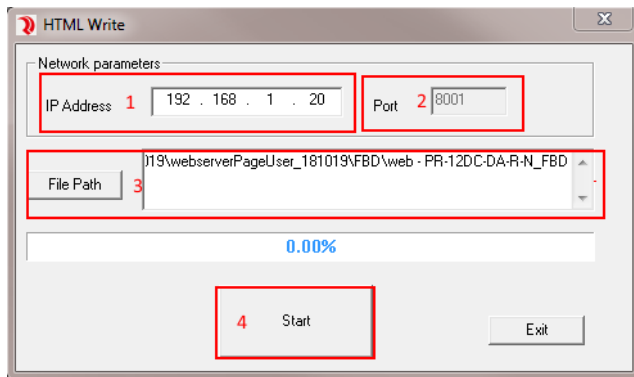 HTML Write
Network parameters
IP Address 1 192 . 168 . 1 . 20 Port 2 8001
File Path 3 )19\webserverPageUser_181019\FBD\web - PR-12DC-DA-R-N_FBD
0.00%
4 Start
Exit